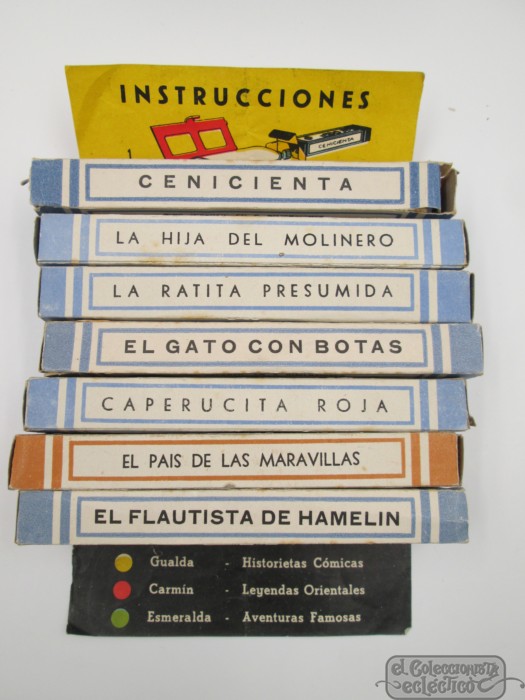 INSTRUCCIONES
CENICIENTA
CENICIENTA
LA HIJA DEL MOLINERO
LA RATITA PRESUMIDA
EL GATO CON BOTAS
CAPERUCITA ROJA
EL PAIS DE LAS MARAVILLAS
EL FLAUTISTA DE HAMELIN
Gualda - Historietas Cómicas
Carmín - Leyendas Orientales
Esmeralda - Aventuras Famosas
el Coleccionista
ecléctico